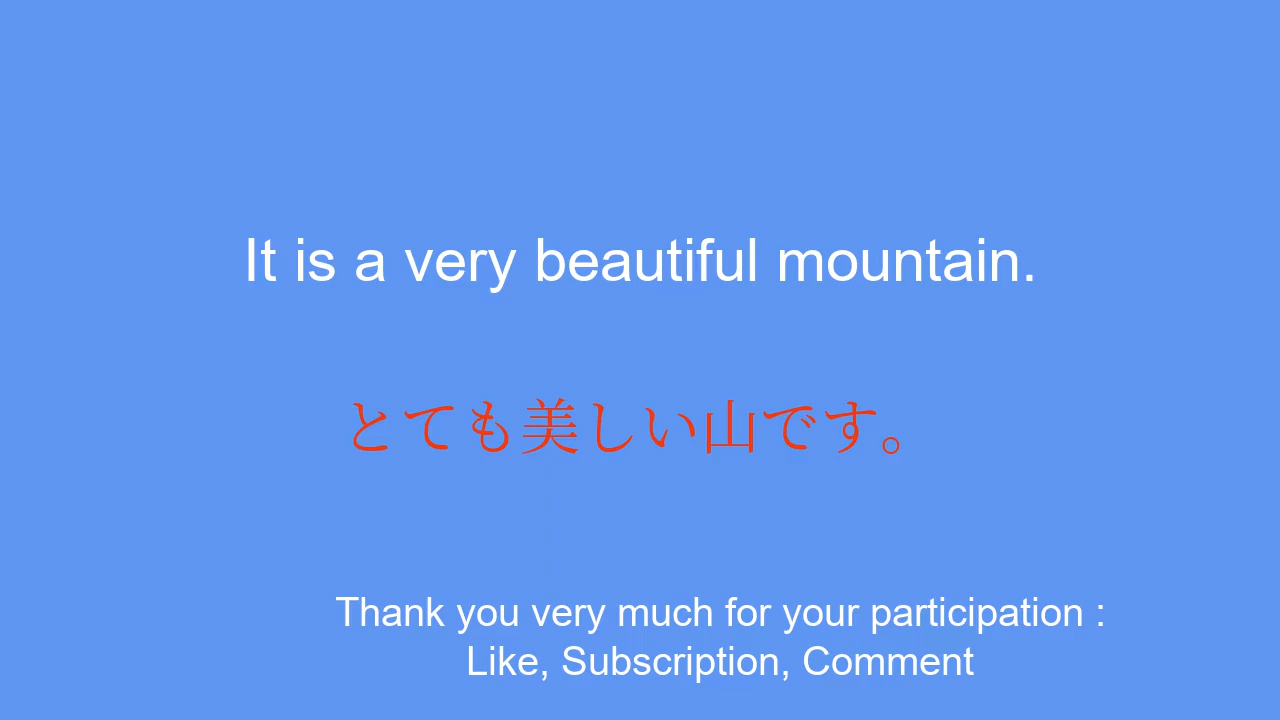 It is a very beautiful mountain.
とても美しい山です。
Thank you very much for your participation :
Like, Subscription, Comment